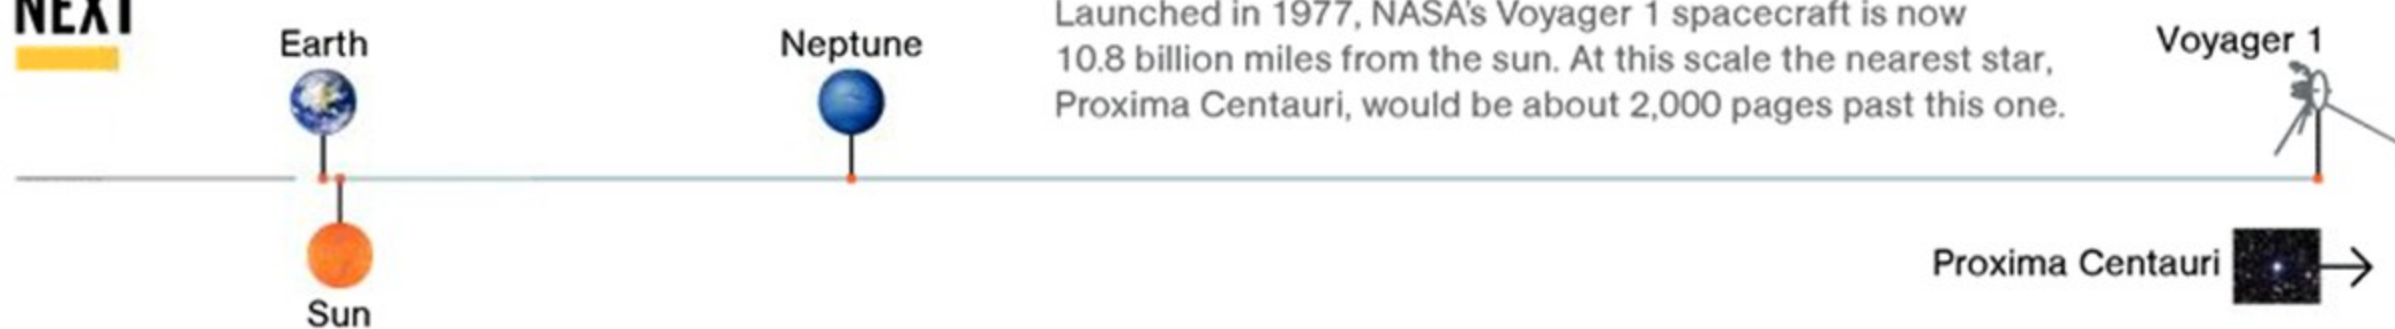 NEXT
Earth
Neptune
Launched in 1977, NASA's Voyager 1 spacecraft is now
10.8 billion miles from the sun. At this scale the nearest star,
Proxima Centauri, would be about 2,000 pages past this one.
Voyager 1
Proxima Centauri
Sun